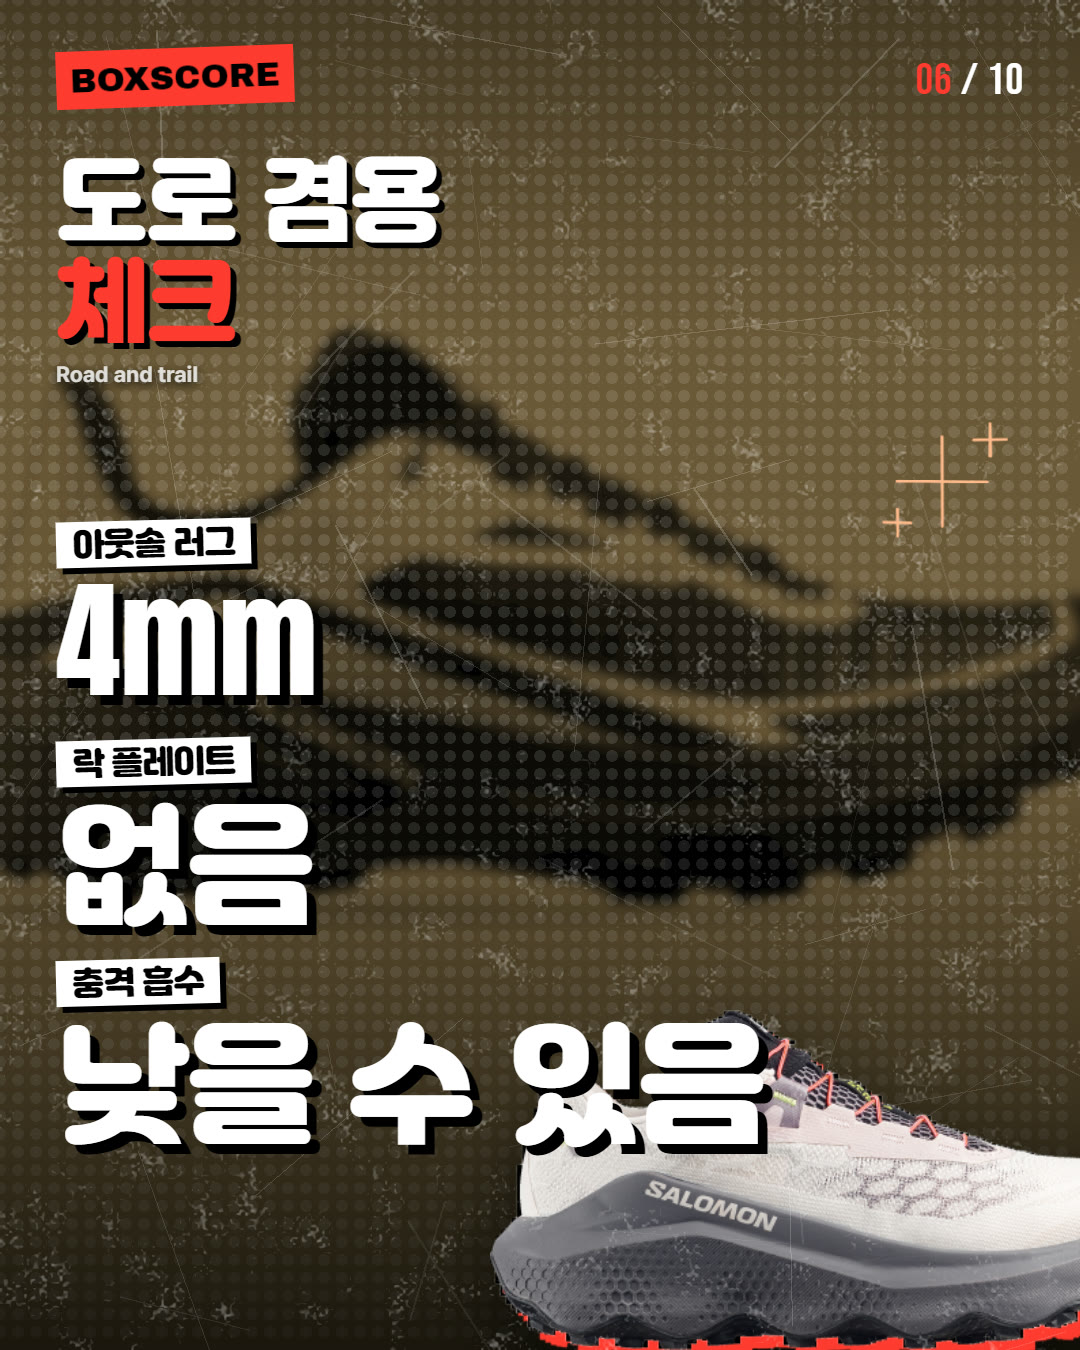 BOXSCORE
06 / 10
도로 겸용
체크
Road and trail
아웃솔 러그
4mm
락 플레이트
없음
충격 흡수
낮을 수 있음
SALOMON